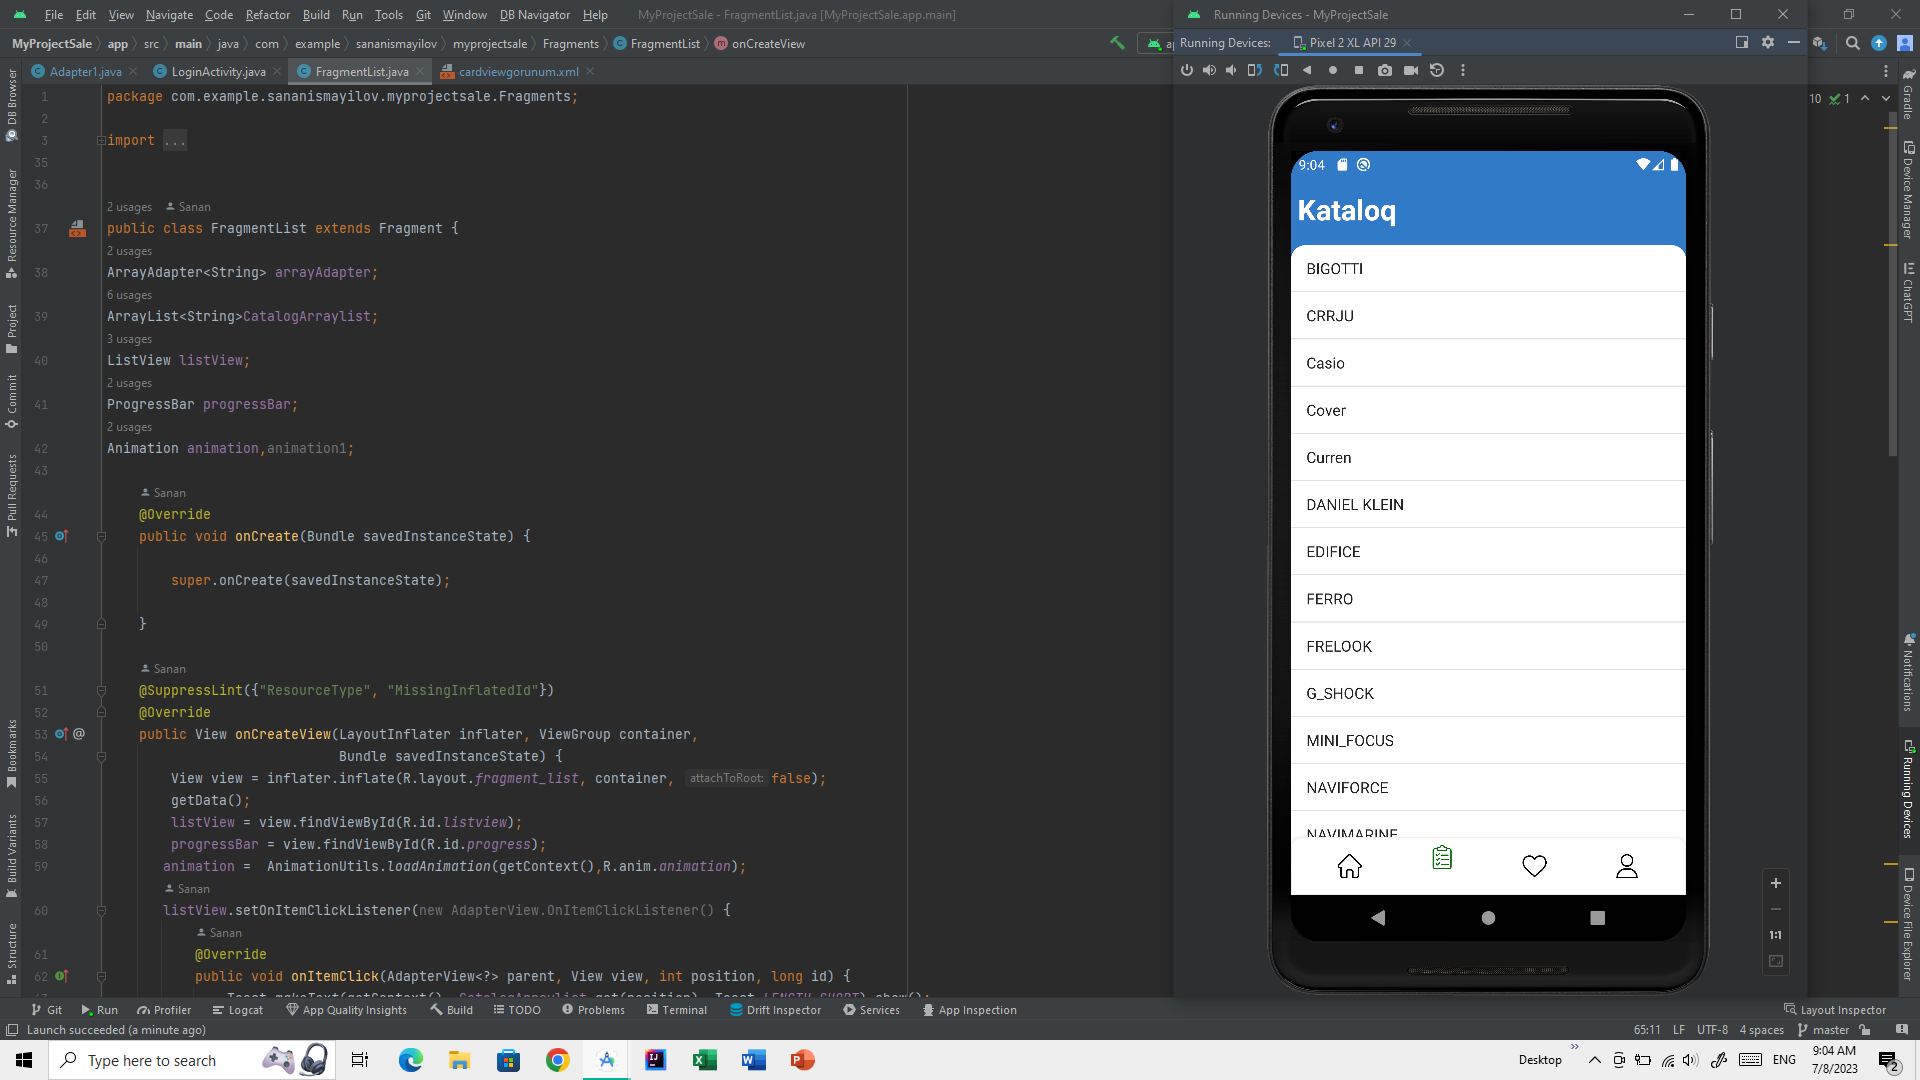 File Edit View Navigate Code Refactor Build Run Tools Git Window DB Navigator Help MyProjectSale - FragmentList.java [MyProjectSale.app.main]
MyProjectSale app src main java com example sananismayilov myprojectsale Fragments FragmentList onCreateView
Adapter1.java LoginActivity.java FragmentList.java cardviewgorunum.xml
1 package com.example.sananismayilov.myprojectsale.Fragments;
2
3 import ...
35
36
2 usages Sanan
37 public class FragmentList extends Fragment {
2 usages
38 ArrayAdapter<String> arrayAdapter;
6 usages
39 ArrayList<String>CatalogArraylist;
3 usages
40 ListView listView;
2 usages
41 ProgressBar progressBar;
2 usages
42 Animation animation,animation1;
43
Sanan
44 @Override
45 public void onCreate(Bundle savedInstanceState) {
46
47 super.onCreate(savedInstanceState);
48
49 }
50
Sanan
51 @SuppressLint({"ResourceType", "MissingInflatedId"})
52 @Override
53 public View onCreateView(LayoutInflater inflater, ViewGroup container,
54 Bundle savedInstanceState) {
55 View view = inflater.inflate(R.layout.fragment_list, container, attachToRoot: false);
56 getData();
57 listView = view.findViewById(R.id.listview);
58 progressBar = view.findViewById(R.id.progress);
59 animation = AnimationUtils.loadAnimation(getContext(),R.anim.animation);
Sanan
60 listView.setOnItemClickListener(new AdapterView.OnItemClickListener() {
Sanan
61 @Override
62 public void onItemClick(AdapterView<?> parent, View view, int position, long id) {
DB Browser
Resource Manager
Project
Commit
Pull Requests
Bookmarks
Build Variants
Structure
Running Devices - MyProjectSale
Running Devices: Pixel 2 XL API 29
10 1
9:04
Kataloq
BIGOTTI
CRRJU
Casio
Cover
Curren
DANIEL KLEIN
EDIFICE
FERRO
FRELOOK
G_SHOCK
MINI_FOCUS
NAVIFORCE
NAVIMARINE
1:1
Gradle
Device Manager
ChatGPT
Notifications
Running Devices
Device File Explorer
Git Run Profiler Logcat App Quality Insights Build TODO Problems Terminal Drift Inspector Services App Inspection Layout Inspector
Launch succeeded (a minute ago) 65:11 LF UTF-8 4 spaces master
Type here to search Desktop ENG 9:04 AM
7/8/2023 2